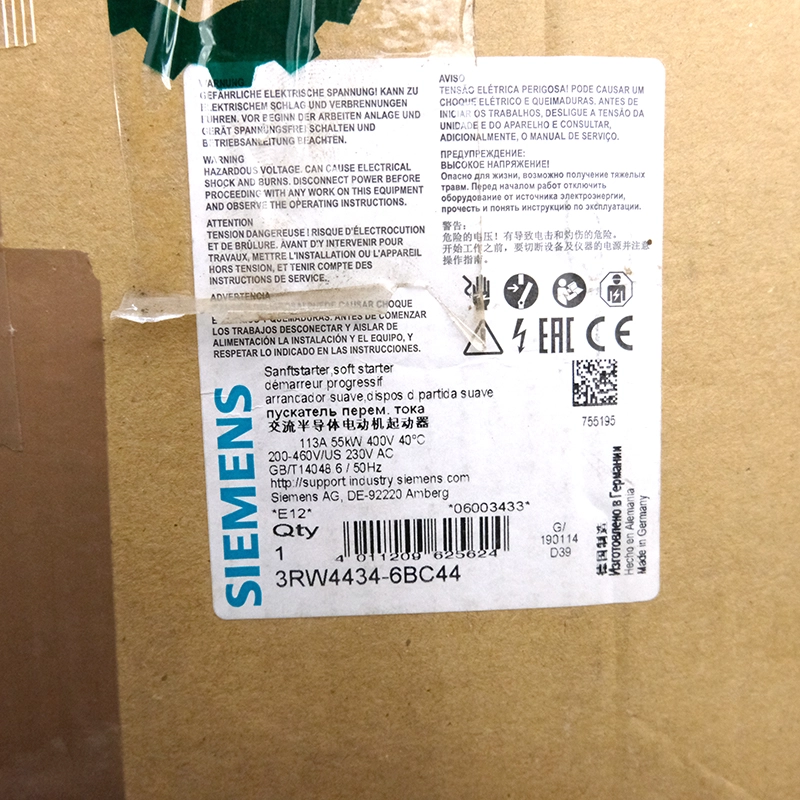 WARNUNG
GEFÄHRLICHE ELEKTRISCHE SPANNUNG! KANN ZU
ELEKTRISCHEM SCHLAG UND VERBRENNUNGEN
FÜHREN. VOR BEGINN DER ARBEITEN ANLAGE UND
GERÄT SPANNUNGSFREI SCHALTEN UND
BETRIEBSANLEITUNG BEACHTEN.
WARNING
HAZARDOUS VOLTAGE. CAN CAUSE ELECTRICAL
SHOCK AND BURNS. DISCONNECT POWER BEFORE
PROCEEDING WITH ANY WORK ON THIS EQUIPMENT
AND OBSERVE THE OPERATING INSTRUCTIONS.
ATTENTION
TENSION DANGEREUSE ! RISQUE D'ÉLECTROCUTION
ET DE BRÛLURE. AVANT D'Y INTERVENIR POUR
TRAVAUX, METTRE L'INSTALLATION OU L'APPAREIL
HORS TENSION, ET TENIR COMPTE DES
INSTRUCTIONS DE SERVICE.
ADVERTENCIA
PUEDE CAUSAR CHOQUE
ELÉCTRICO Y QUEMADURAS. ANTES DE COMENZAR
LOS TRABAJOS DESCONECTAR Y AISLAR DE
ALIMENTACIÓN LA INSTALACIÓN Y EL EQUIPO, Y
RESPETAR LO INDICADO EN LAS INSTRUCCIONES.
AVISO
TENSÃO ELÉTRICA PERIGOSA! PODE CAUSAR UM
CHOQUE ELÉTRICO E QUEIMADURAS. ANTES DE
INICIAR OS TRABALHOS, DESLIGUE A TENSÃO DA
UNIDADE E DO APARELHO E CONSULTAR,
ADICIONALMENTE, O MANUAL DE SERVIÇO.
ПРЕДУПРЕЖДЕНИЕ:
ВЫСОКОЕ НАПРЯЖЕНИЕ!
Опасно для жизни, возможно получение тяжелых
травм. Перед началом работ отключить
оборудование от источника электроэнергии,
прочесть и понять инструкцию по эксплуатации.
警告:
危险的电压! 有导致电击和灼伤的危险。
开始工作之前, 要切断设备及仪器的电源并注意
操作指南。
EAC CE
755195
SIEMENS
Sanftstarter,soft starter
démarreur progressif
arrancador suave,dispos d partida suave
пускатель перем. тока
交流半导体电动机起动器
113A 55kW 400V 40°C
200-460V/US 230V AC
GB/T14048.6 / 50Hz
http://support industry siemens.com
Siemens AG, DE-92220 Amberg
*E12* *06003433*
Qty
1
4 011209 625624
3RW4434-6BC44
G/
190114
D39
德国制造
Изготовлено в Германии
Hecho en Alemania
Made in Germany